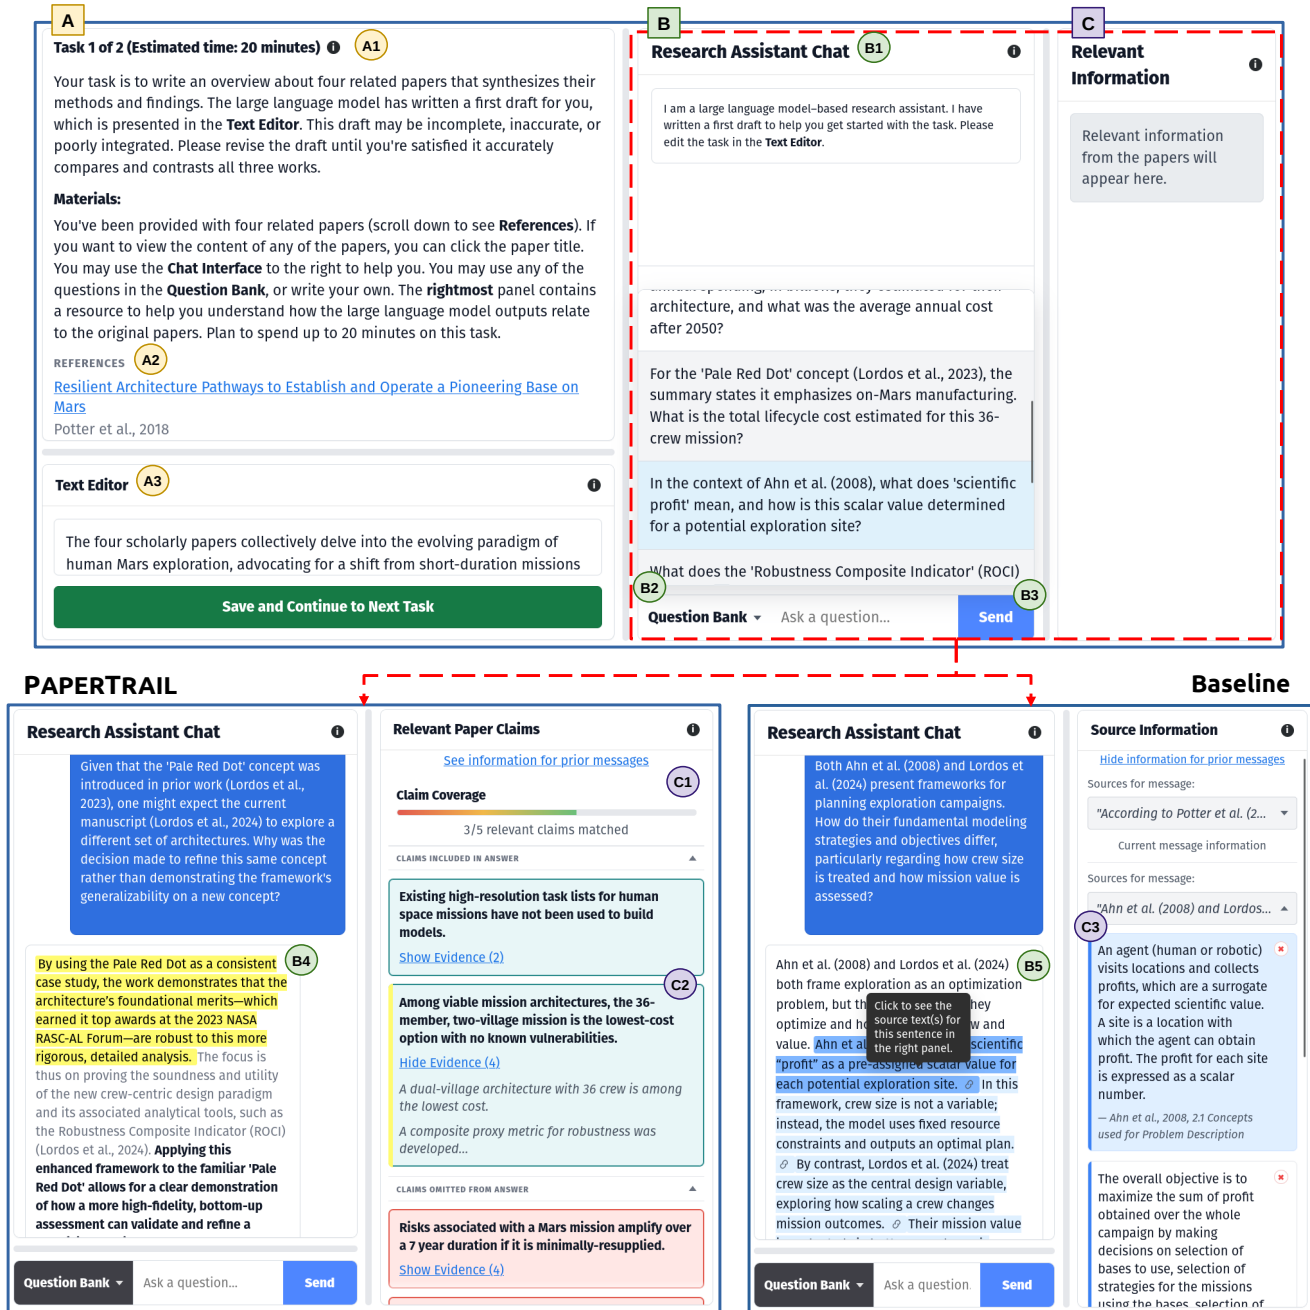 A
Task 1 of 2 (Estimated time: 20 minutes)
A1
Your task is to write an overview about four related papers that synthesizes their
methods and findings. The large language model has written a first draft for you,
which is presented in the Text Editor. This draft may be incomplete, inaccurate, or
poorly integrated. Please revise the draft until you're satisfied it accurately
compares and contrasts all three works.
Materials:
You've been provided with four related papers (scroll down to see References). If
you want to view the content of any of the papers, you can click the paper title.
You may use the Chat Interface to the right to help you. You may use any of the
questions in the Question Bank, or write your own. The rightmost panel contains
a resource to help you understand how the large language model outputs relate
to the original papers. Plan to spend up to 20 minutes on this task.
REFERENCES
A2
Resilient Architecture Pathways to Establish and Operate a Pioneering Base on
Mars
Potter et al., 2018
Text Editor
A3
The four scholarly papers collectively delve into the evolving paradigm of
human Mars exploration, advocating for a shift from short-duration missions
Save and Continue to Next Task
B
Research Assistant Chat
B1
I am a large language model–based research assistant. I have
written a first draft to help you get started with the task. Please
edit the task in the Text Editor.
architecture, and what was the average annual cost
after 2050?
For the 'Pale Red Dot' concept (Lordos et al., 2023), the
summary states it emphasizes on-Mars manufacturing.
What is the total lifecycle cost estimated for this 36-
crew mission?
In the context of Ahn et al. (2008), what does 'scientific
profit' mean, and how is this scalar value determined
for a potential exploration site?
What does the 'Robustness Composite Indicator' (ROCI)
B2
B3
Question Bank
Ask a question...
Send
C
Relevant
Information
Relevant information
from the papers will
appear here.
PAPERTRAIL
Research Assistant Chat
Given that the 'Pale Red Dot' concept was
introduced in prior work (Lordos et al.,
2023), one might expect the current
manuscript (Lordos et al., 2024) to explore a
different set of architectures. Why was the
decision made to refine this same concept
rather than demonstrating the framework's
generalizability on a new concept?
B4
By using the Pale Red Dot as a consistent
case study, the work demonstrates that the
architecture's foundational merits—which
earned it top awards at the 2023 NASA
RASC-AL Forum—are robust to this more
rigorous, detailed analysis. The focus is
thus on proving the soundness and utility
of the new crew-centric design paradigm
and its associated analytical tools, such as
the Robustness Composite Indicator (ROCI)
(Lordos et al., 2024). Applying this
enhanced framework to the familiar 'Pale
Red Dot' allows for a clear demonstration
of how a more high-fidelity, bottom-up
assessment can validate and refine a
Question Bank
Ask a question...
Send
Relevant Paper Claims
See information for prior messages
C1
Claim Coverage
3/5 relevant claims matched
CLAIMS INCLUDED IN ANSWER
Existing high-resolution task lists for human
space missions have not been used to build
models.
Show Evidence (2)
C2
Among viable mission architectures, the 36-
member, two-village mission is the lowest-cost
option with no known vulnerabilities.
Hide Evidence (4)
A dual-village architecture with 36 crew is among
the lowest cost.
A composite proxy metric for robustness was
developed...
CLAIMS OMITTED FROM ANSWER
Risks associated with a Mars mission amplify over
a 7 year duration if it is minimally-resupplied.
Show Evidence (4)
Baseline
Research Assistant Chat
Both Ahn et al. (2008) and Lordos et
al. (2024) present frameworks for
planning exploration campaigns.
How do their fundamental modeling
strategies and objectives differ,
particularly regarding how crew size
is treated and how mission value is
assessed?
B5
Ahn et al. (2008) and Lordos et al. (2024)
both frame exploration as an optimization
problem, but th they
optimize and ho w and
value. Ahn et al scientific
"profit" as a pre-assigned scalar value for
each potential exploration site. In this
framework, crew size is not a variable;
instead, the model uses fixed resource
constraints and outputs an optimal plan.
By contrast, Lordos et al. (2024) treat
crew size as the central design variable,
exploring how scaling a crew changes
mission outcomes. Their mission value
Click to see the
source text(s) for
this sentence in
the right panel.
Question Bank
Ask a question.
Send
Source Information
Hide information for prior messages
Sources for message:
"According to Potter et al. (2...
Current message information
Sources for message:
"Ahn et al. (2008) and Lordos...
C3
An agent (human or robotic)
visits locations and collects
profits, which are a surrogate
for expected scientific value.
A site is a location with
which the agent can obtain
profit. The profit for each site
is expressed as a scalar
number.
— Ahn et al., 2008, 2.1 Concepts
used for Problem Description
The overall objective is to
maximize the sum of profit
obtained over the whole
campaign by making
decisions on selection of
bases to use, selection of
strategies for the missions
using the bases, selection of